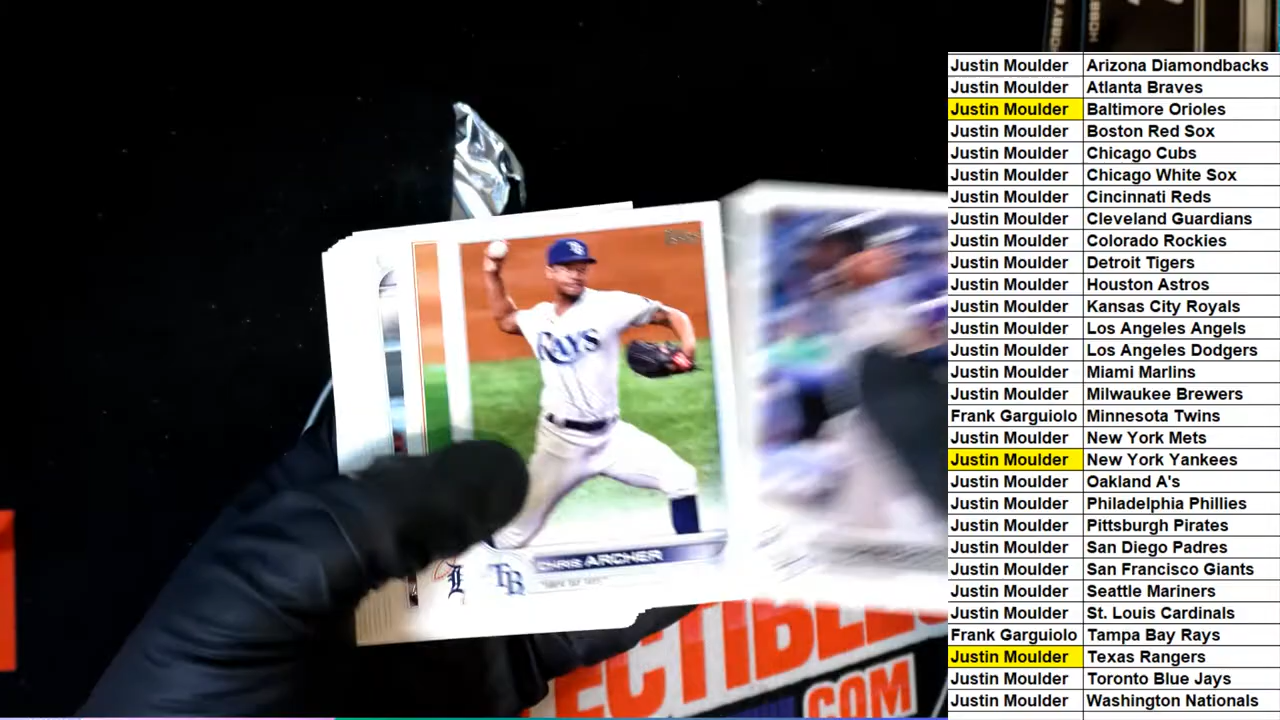 HOBBY
Justin Moulder Arizona Diamondbacks
Justin Moulder Atlanta Braves
Justin Moulder Baltimore Orioles
Justin Moulder Boston Red Sox
Justin Moulder Chicago Cubs
Justin Moulder Chicago White Sox
Justin Moulder Cincinnati Reds
Justin Moulder Cleveland Guardians
Justin Moulder Colorado Rockies
Justin Moulder Detroit Tigers
Justin Moulder Houston Astros
Justin Moulder Kansas City Royals
Justin Moulder Los Angeles Angels
Justin Moulder Los Angeles Dodgers
Justin Moulder Miami Marlins
Justin Moulder Milwaukee Brewers
Frank Garguiolo Minnesota Twins
Justin Moulder New York Mets
Justin Moulder New York Yankees
Justin Moulder Oakland A's
Justin Moulder Philadelphia Phillies
Justin Moulder Pittsburgh Pirates
Justin Moulder San Diego Padres
Justin Moulder San Francisco Giants
Justin Moulder Seattle Mariners
Justin Moulder St. Louis Cardinals
Frank Garguiolo Tampa Bay Rays
Justin Moulder Texas Rangers
Justin Moulder Toronto Blue Jays
Justin Moulder Washington Nationals
Topps
TB
RAYS
CHRIS ARCHER
TB
ECTIBLES
.COM